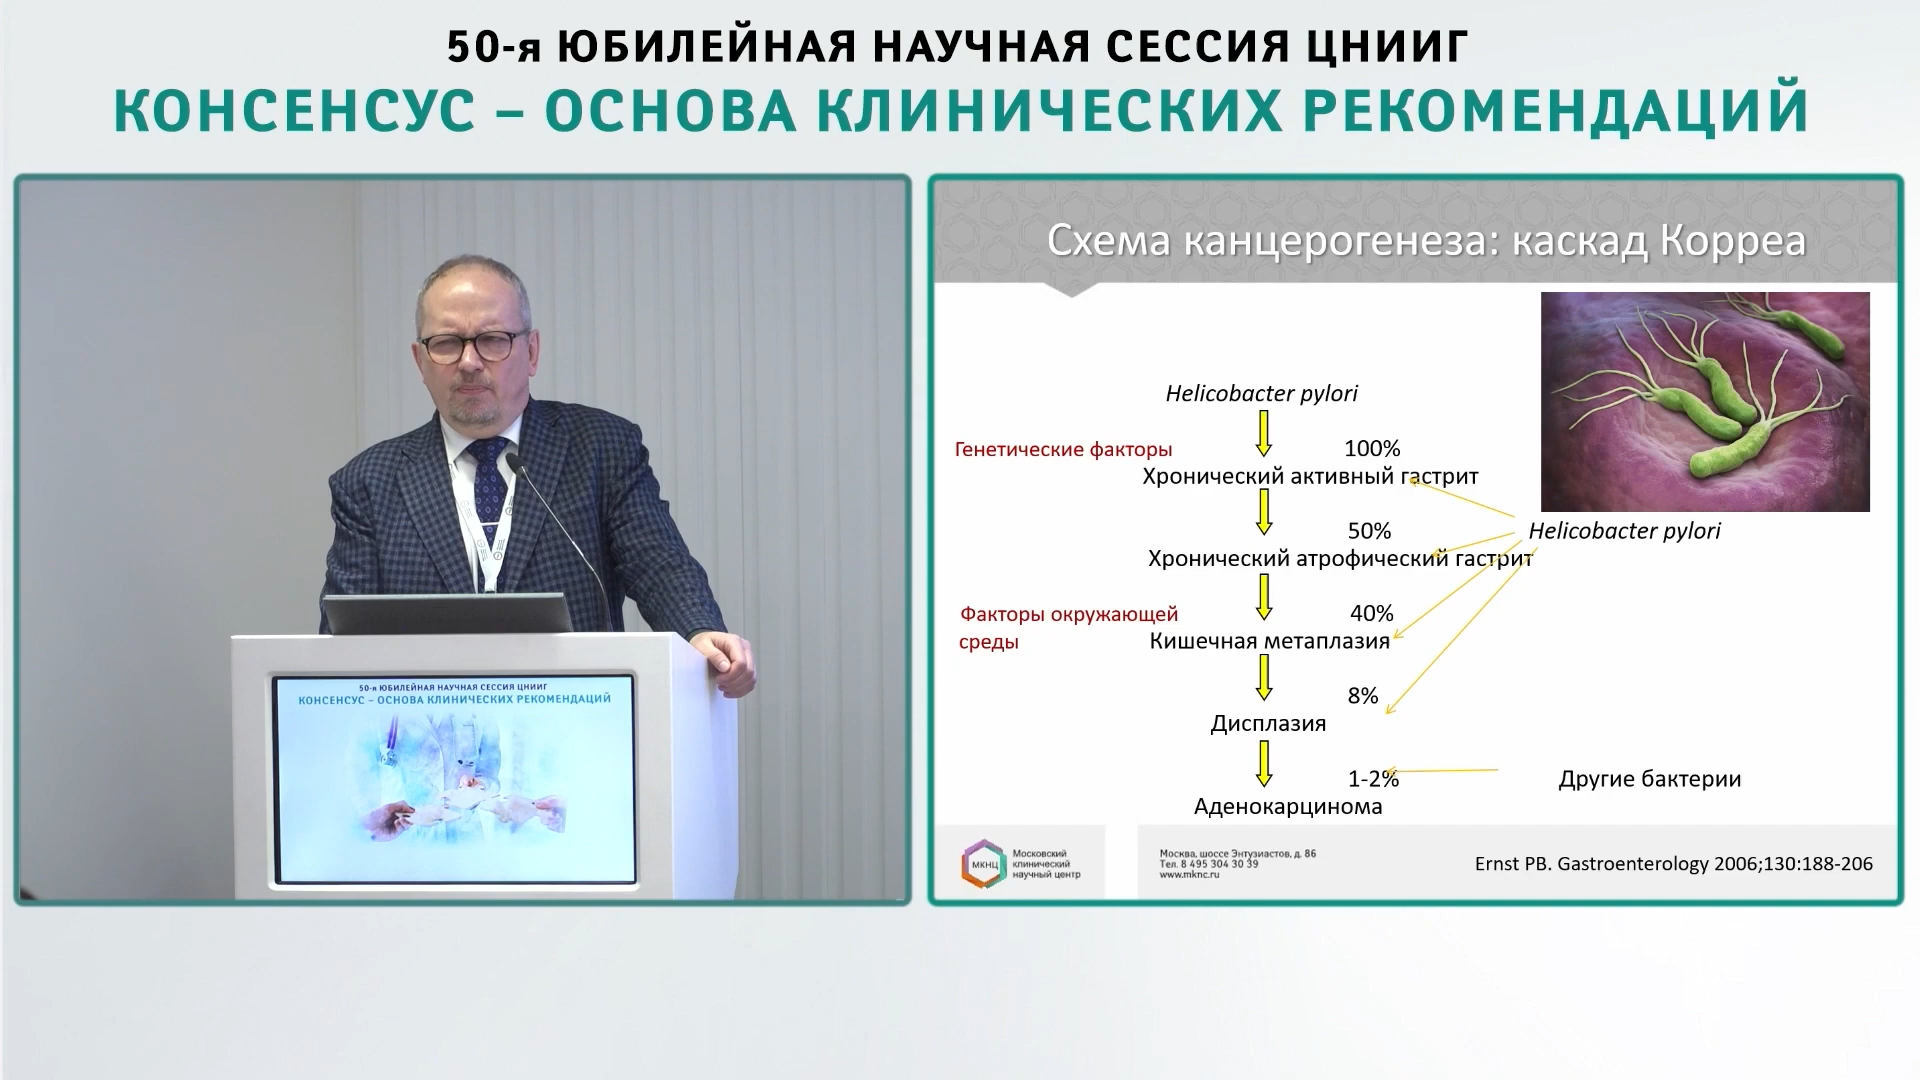 50-я ЮБИЛЕЙНАЯ НАУЧНАЯ СЕССИЯ ЦНИИГ
КОНСЕНСУС – ОСНОВА КЛИНИЧЕСКИХ РЕКОМЕНДАЦИЙ
50-я ЮБИЛЕЙНАЯ НАУЧНАЯ СЕССИЯ ЦНИИГ
КОНСЕНСУС – ОСНОВА КЛИНИЧЕСКИХ РЕКОМЕНДАЦИЙ
Схема канцерогенеза: каскад Корреа
Helicobacter pylori
Генетические факторы
100%
Хронический активный гастрит
50%
Helicobacter pylori
Хронический атрофический гастрит
Факторы окружающей
среды
40%
Кишечная метаплазия
8%
Дисплазия
1-2%
Другие бактерии
Аденокарцинома
МКНЦ
Московский
клинический
научный центр
Москва, шоссе Энтузиастов, д. 86
Тел. 8 495 304 30 39
www.mknc.ru
Ernst PB. Gastroenterology 2006;130:188-206